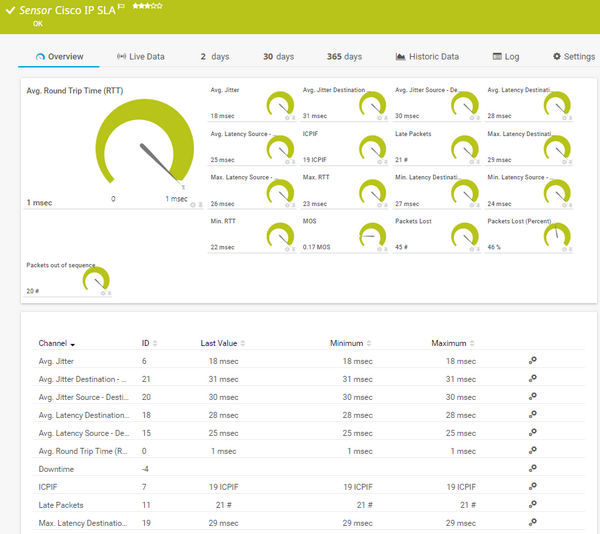 Sensor Cisco IP SLA
OK
Overview
Live Data
2 days
30 days
365 days
Historic Data
Log
Settings
Avg. Round Trip Time (RTT)
0
1 msec
1 msec
Avg. Jitter
18 msec
Avg. Jitter Destination ...
31 msec
Avg. Jitter Source - De...
30 msec
Avg. Latency Destinati...
28 msec
Avg. Latency Source - ...
25 msec
ICPIF
19 ICPIF
Late Packets
21 #
Max. Latency Destinati...
29 msec
Max. Latency Source - ...
26 msec
Max. RTT
23 msec
Min. Latency Destinati...
27 msec
Min. Latency Source - ...
24 msec
Min. RTT
22 msec
MOS
0.17 MOS
Packets Lost
45 #
Packets Lost (Percent)
46 %
Packets out of sequence
20 #
Channel ID Last Value Minimum Maximum
Avg. Jitter 6 18 msec 18 msec 18 msec
Avg. Jitter Destination - ... 21 31 msec 31 msec 31 msec
Avg. Jitter Source - Desti... 20 30 msec 30 msec 30 msec
Avg. Latency Destination... 18 28 msec 28 msec 28 msec
Avg. Latency Source - De... 15 25 msec 25 msec 25 msec
Avg. Round Trip Time (R... 0 1 msec 1 msec 1 msec
Downtime -4
ICPIF 7 19 ICPIF 19 ICPIF 19 ICPIF
Late Packets 11 21 # 21 # 21 #
Max. Latency Destinatio... 19 29 msec 29 msec 29 msec